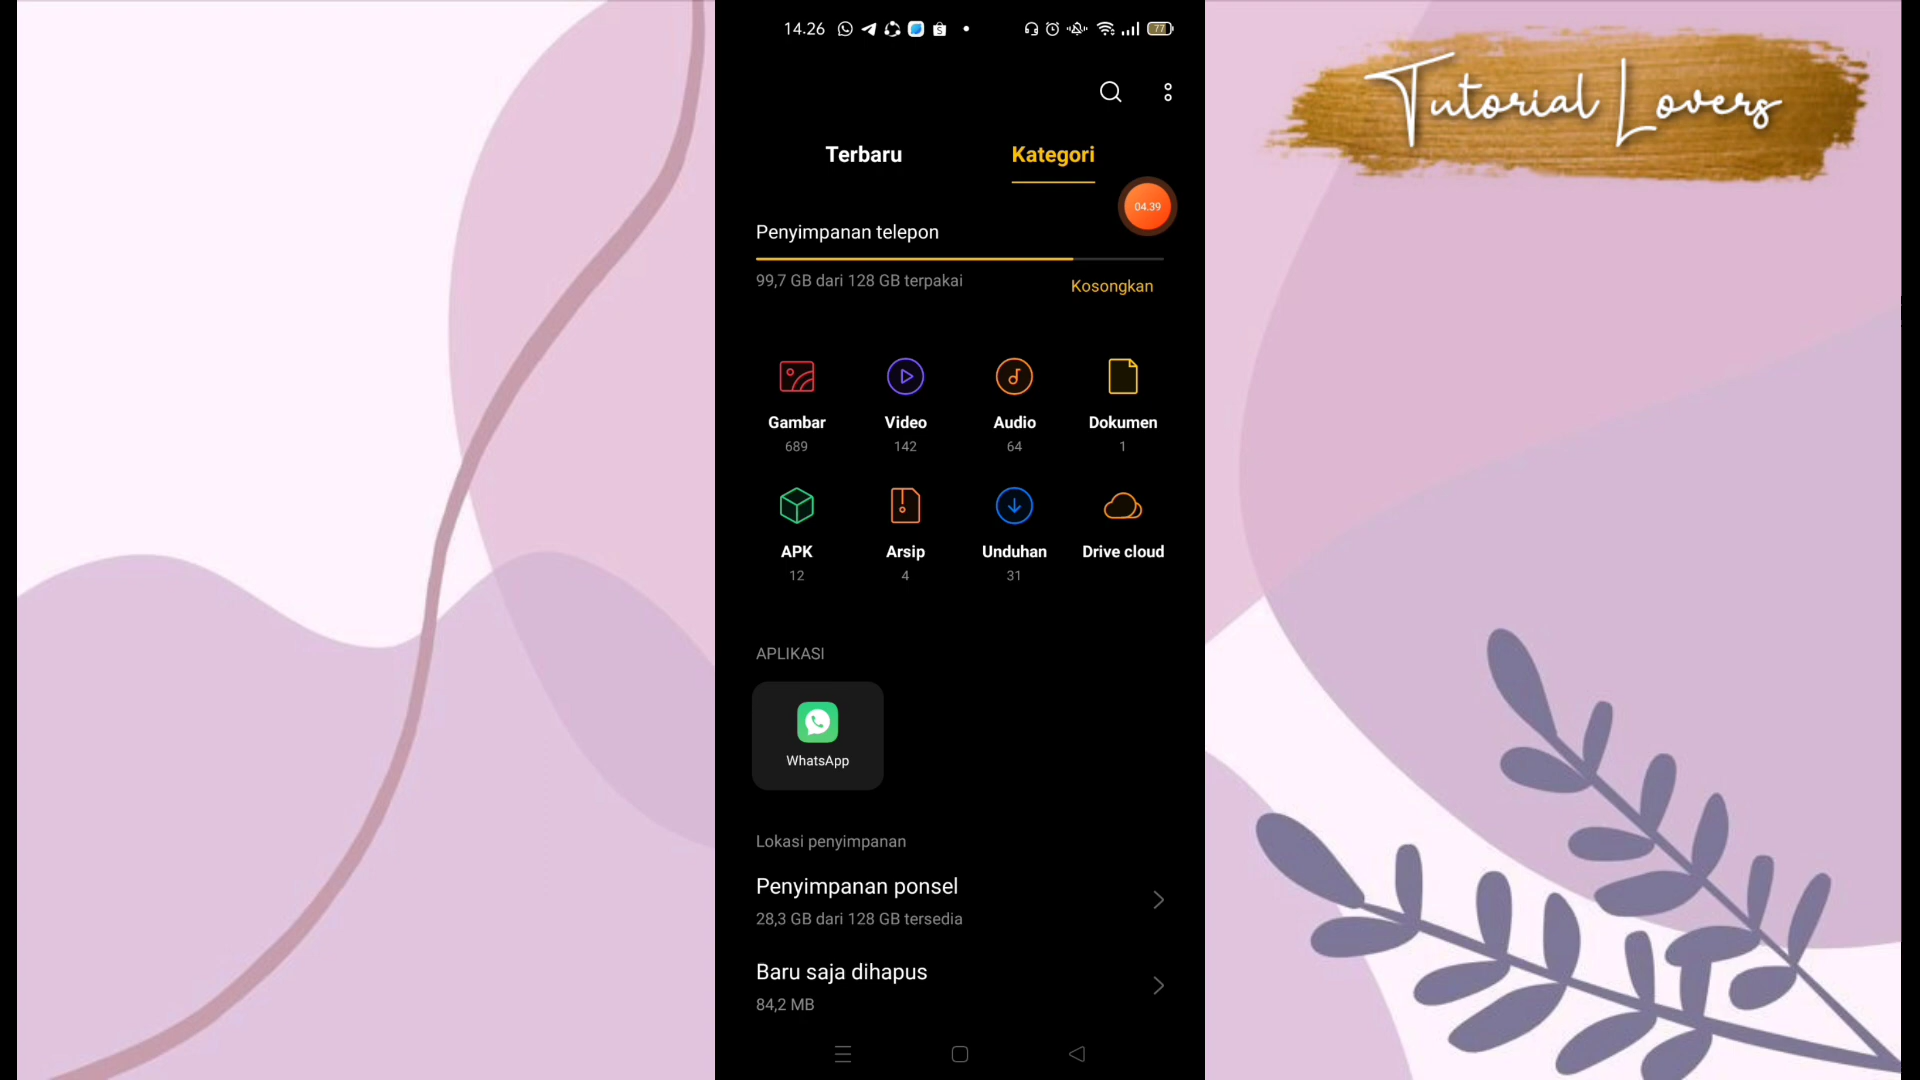 14.26
77
Tutorial Lovers
Terbaru
Kategori
04.39
Penyimpanan telepon
99,7 GB dari 128 GB terpakai
Kosongkan
Gambar
Video
Audio
Dokumen
689
142
64
1
APK
Arsip
Unduhan
Drive cloud
12
4
31
APLIKASI
WhatsApp
Lokasi penyimpanan
Penyimpanan ponsel
28,3 GB dari 128 GB tersedia
Baru saja dihapus
84,2 MB